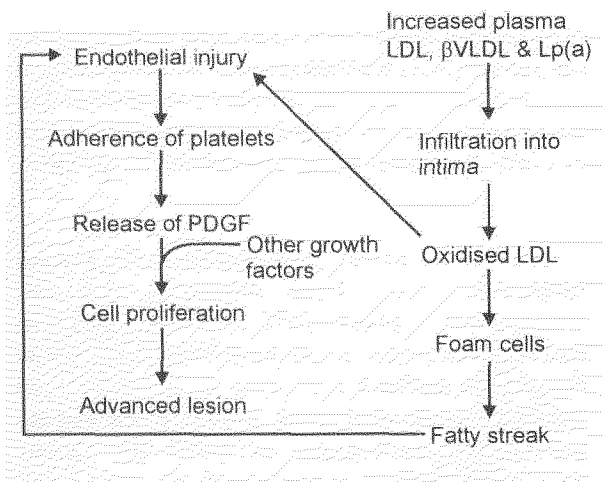 Endothelial injury
Adherence of platelets
Release of PDGF
Other growth
factors
Cell proliferation
Advanced lesion
Increased plasma
LDL, βVLDL & Lp(a)
Infiltration into
intima
Oxidised LDL
Foam cells
Fatty streak